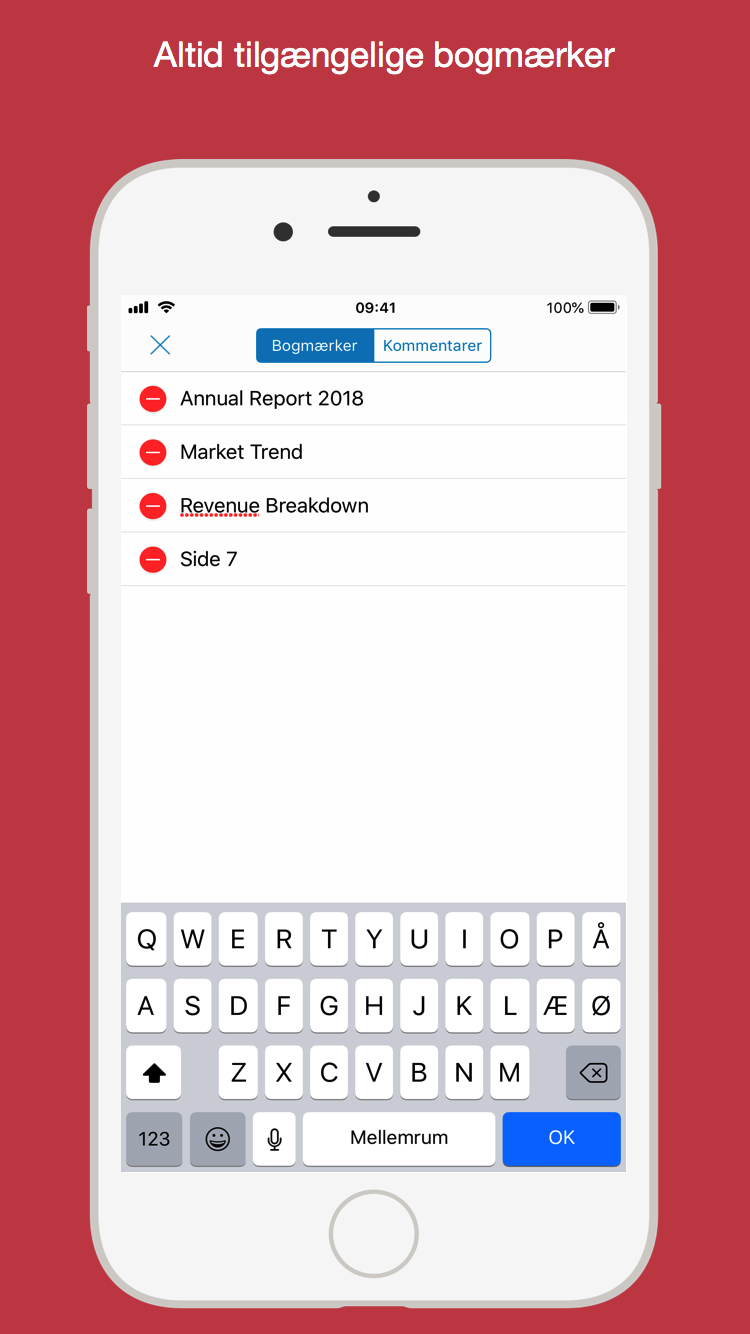 Altid tilgængelige bogmærker
09:41 100%
Bogmærker Kommentarer
Annual Report 2018
Market Trend
Revenue Breakdown
Side 7
Q W E R T Y U I O P Å
A S D F G H J K L Æ Ø
Z X C V B N M
123 Mellemrum OK